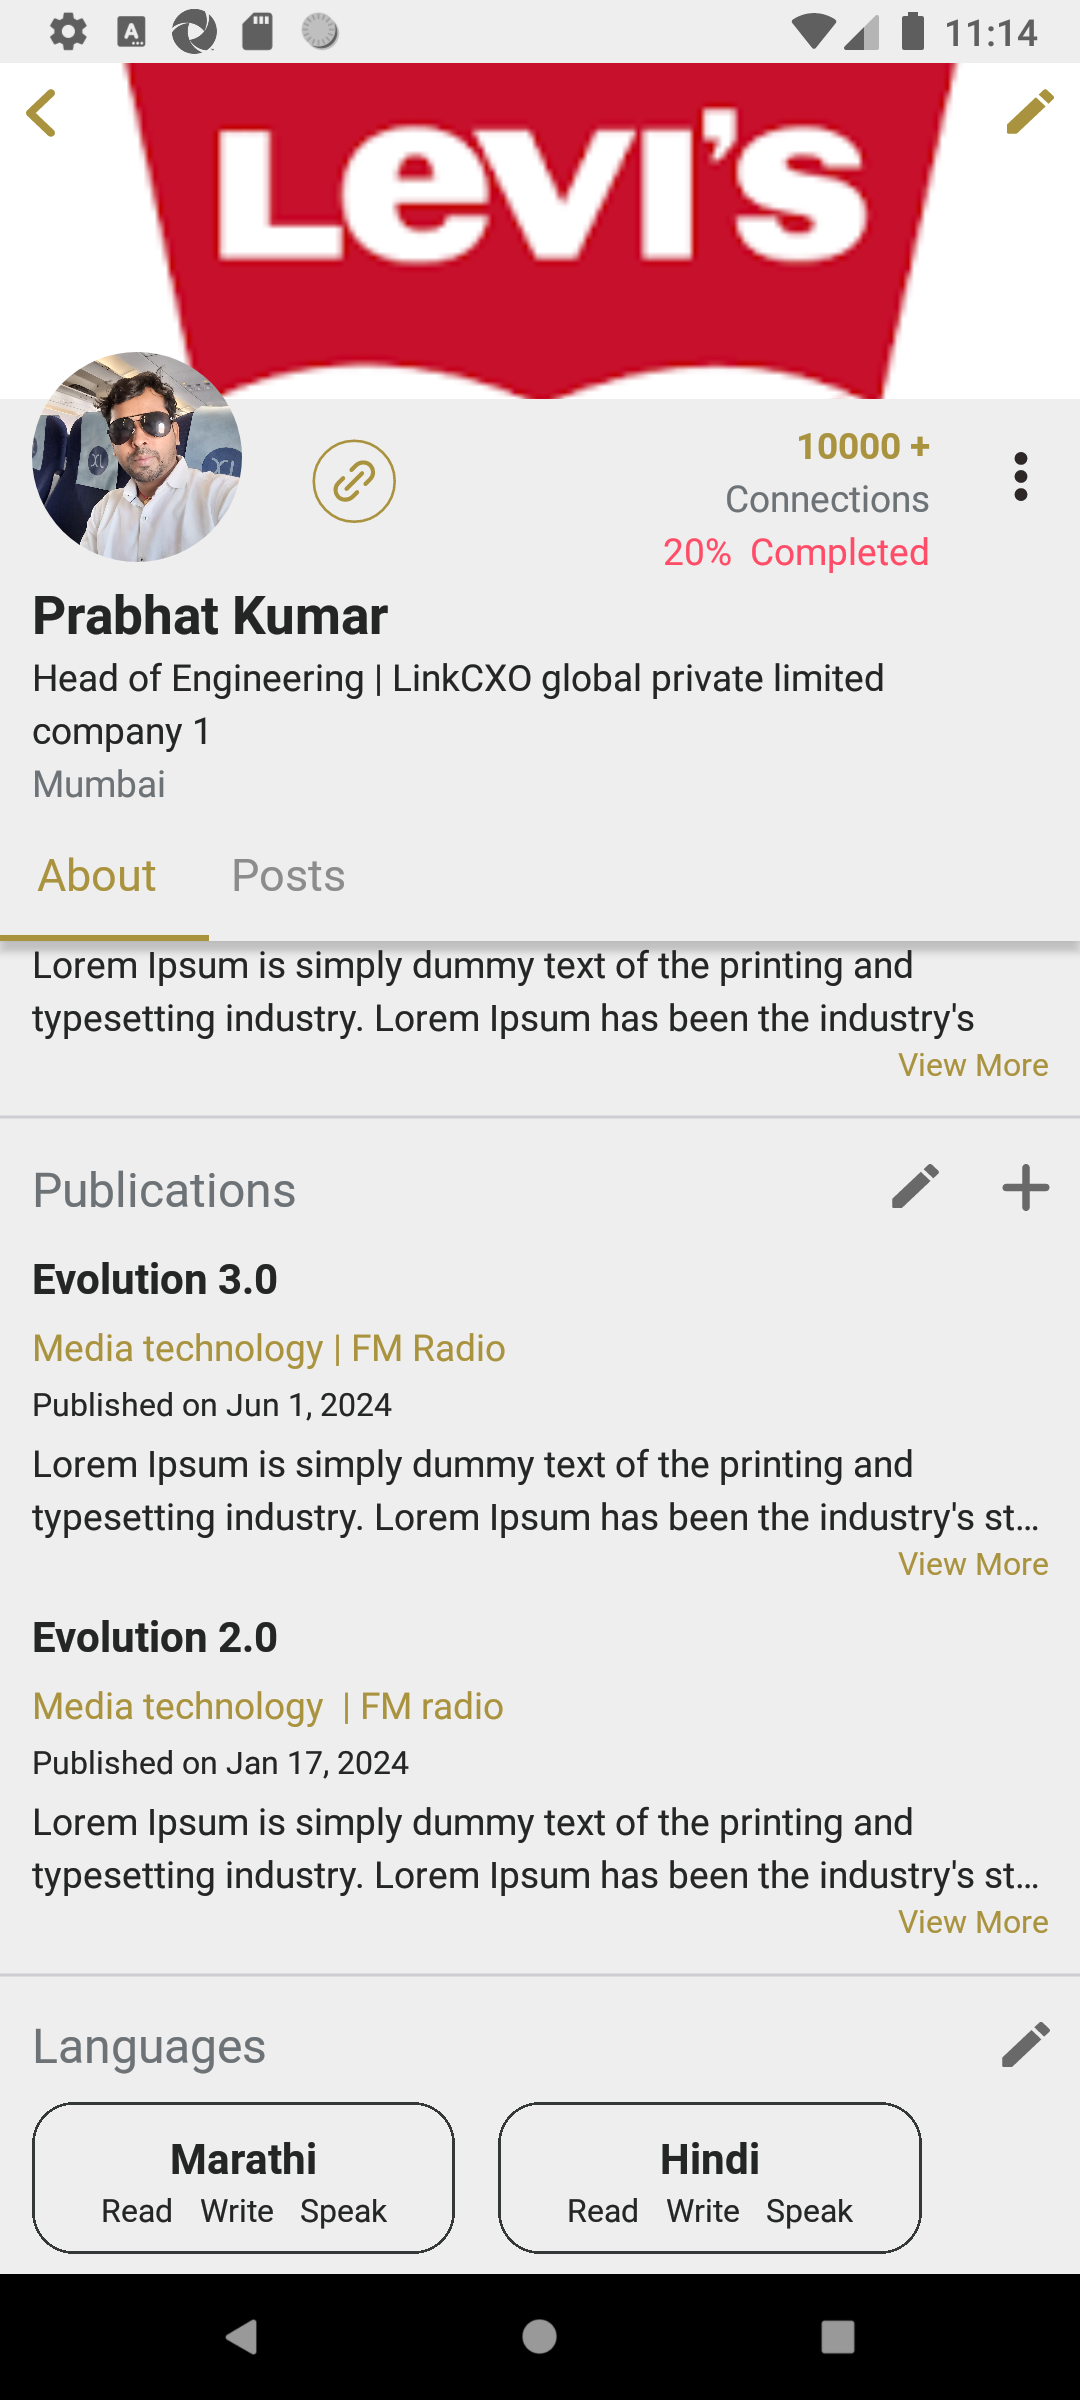 11:14
LEVI'S
10000 +
Connections
20% Completed
Prabhat Kumar
Head of Engineering | LinkCXO global private limited
company 1
Mumbai
About Posts
Lorem Ipsum is simply dummy text of the printing and
typesetting industry. Lorem Ipsum has been the industry's
View More
Publications
Evolution 3.0
Media technology | FM Radio
Published on Jun 1, 2024
Lorem Ipsum is simply dummy text of the printing and
typesetting industry. Lorem Ipsum has been the industry's st...
View More
Evolution 2.0
Media technology  | FM radio
Published on Jan 17, 2024
Lorem Ipsum is simply dummy text of the printing and
typesetting industry. Lorem Ipsum has been the industry's st...
View More
Languages
Marathi Hindi
Read Write Speak Read Write Speak